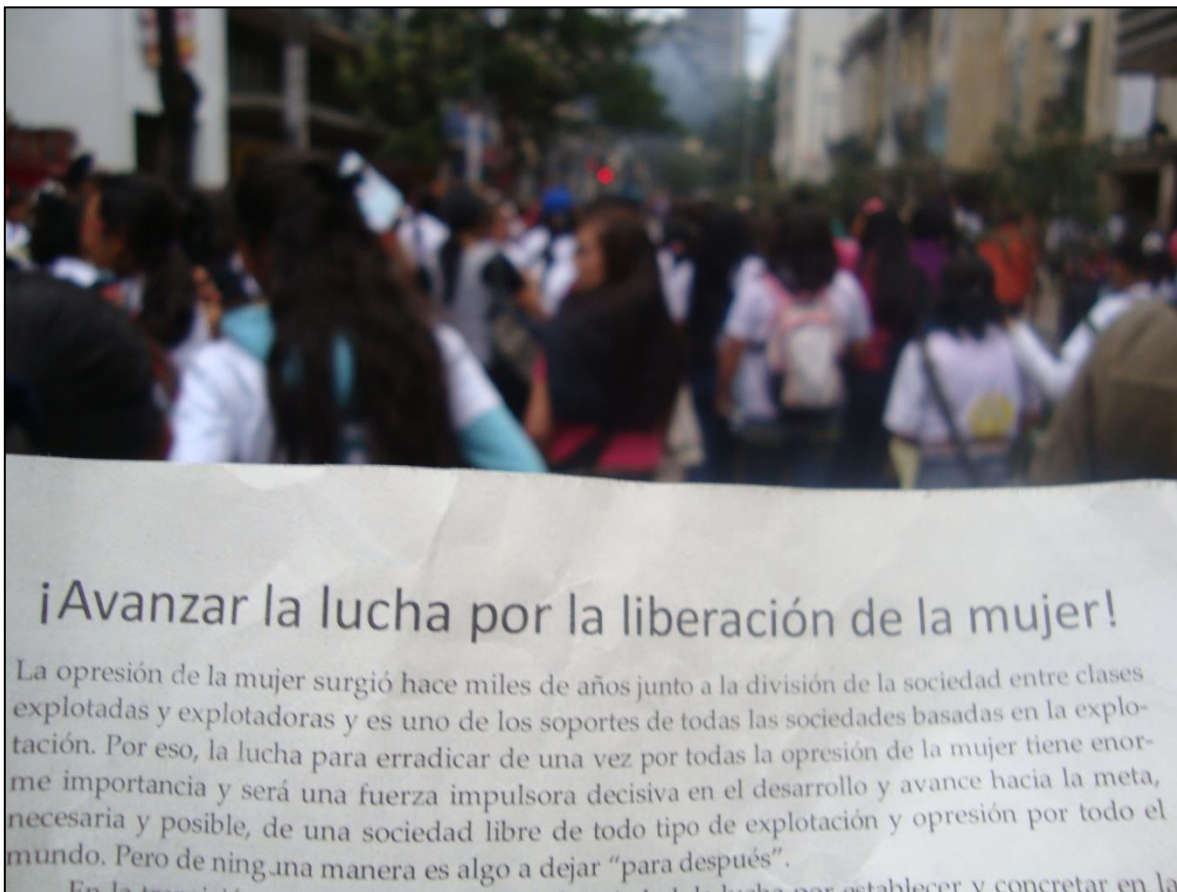 ¡Avanzar la lucha por la liberación de la mujer!
La opresión de la mujer surgió hace miles de años junto a la división de la sociedad entre clases
explotadas y explotadoras y es uno de los soportes de todas las sociedades basadas en la explo-
tación. Por eso, la lucha para erradicar de una vez por todas la opresión de la mujer tiene enor-
me importancia y será una fuerza impulsora decisiva en el desarrollo y avance hacia la meta,
necesaria y posible, de una sociedad libre de todo tipo de explotación y opresión por todo el
mundo. Pero de ninguna manera es algo a dejar “para después”.
En la lucha por establecer y concretar en la